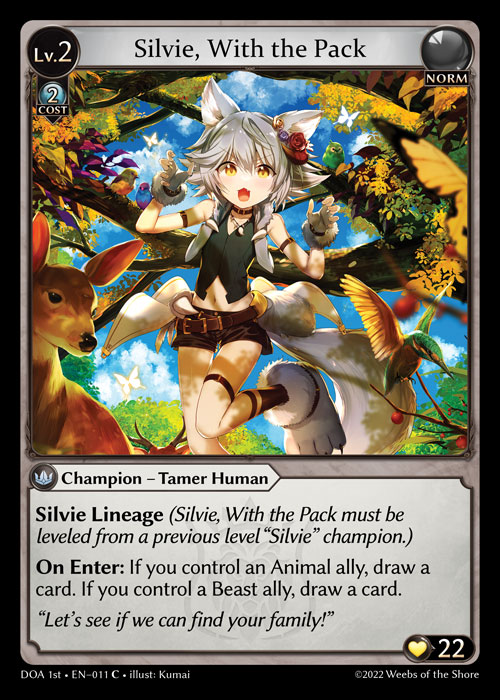 Lv.2
Silvie, With the Pack
NORM
2
COST
Champion – Tamer Human
Silvie Lineage (Silvie, With the Pack must be
leveled from a previous level “Silvie” champion.)
On Enter: If you control an Animal ally, draw a
card. If you control a Beast ally, draw a card.
“Let’s see if we can find your family!”
22
DOA 1st • EN–011 C • illust: Kumai
©2022 Weebs of the Shore